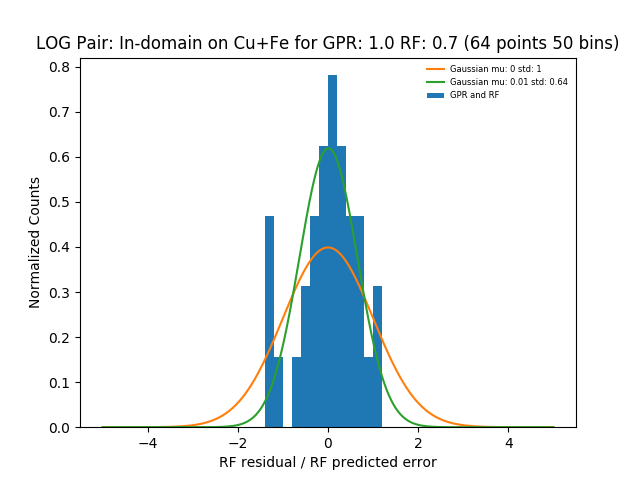 LOG Pair: In-domain on Cu+Fe for GPR: 1.0 RF: 0.7 (64 points 50 bins)
Gaussian mu: 0 std: 1
Gaussian mu: 0.01 std: 0.64
GPR and RF
Normalized Counts
0.8
0.7
0.6
0.5
0.4
0.3
0.2
0.1
0.0
−4 −2 0 2 4
RF residual / RF predicted error